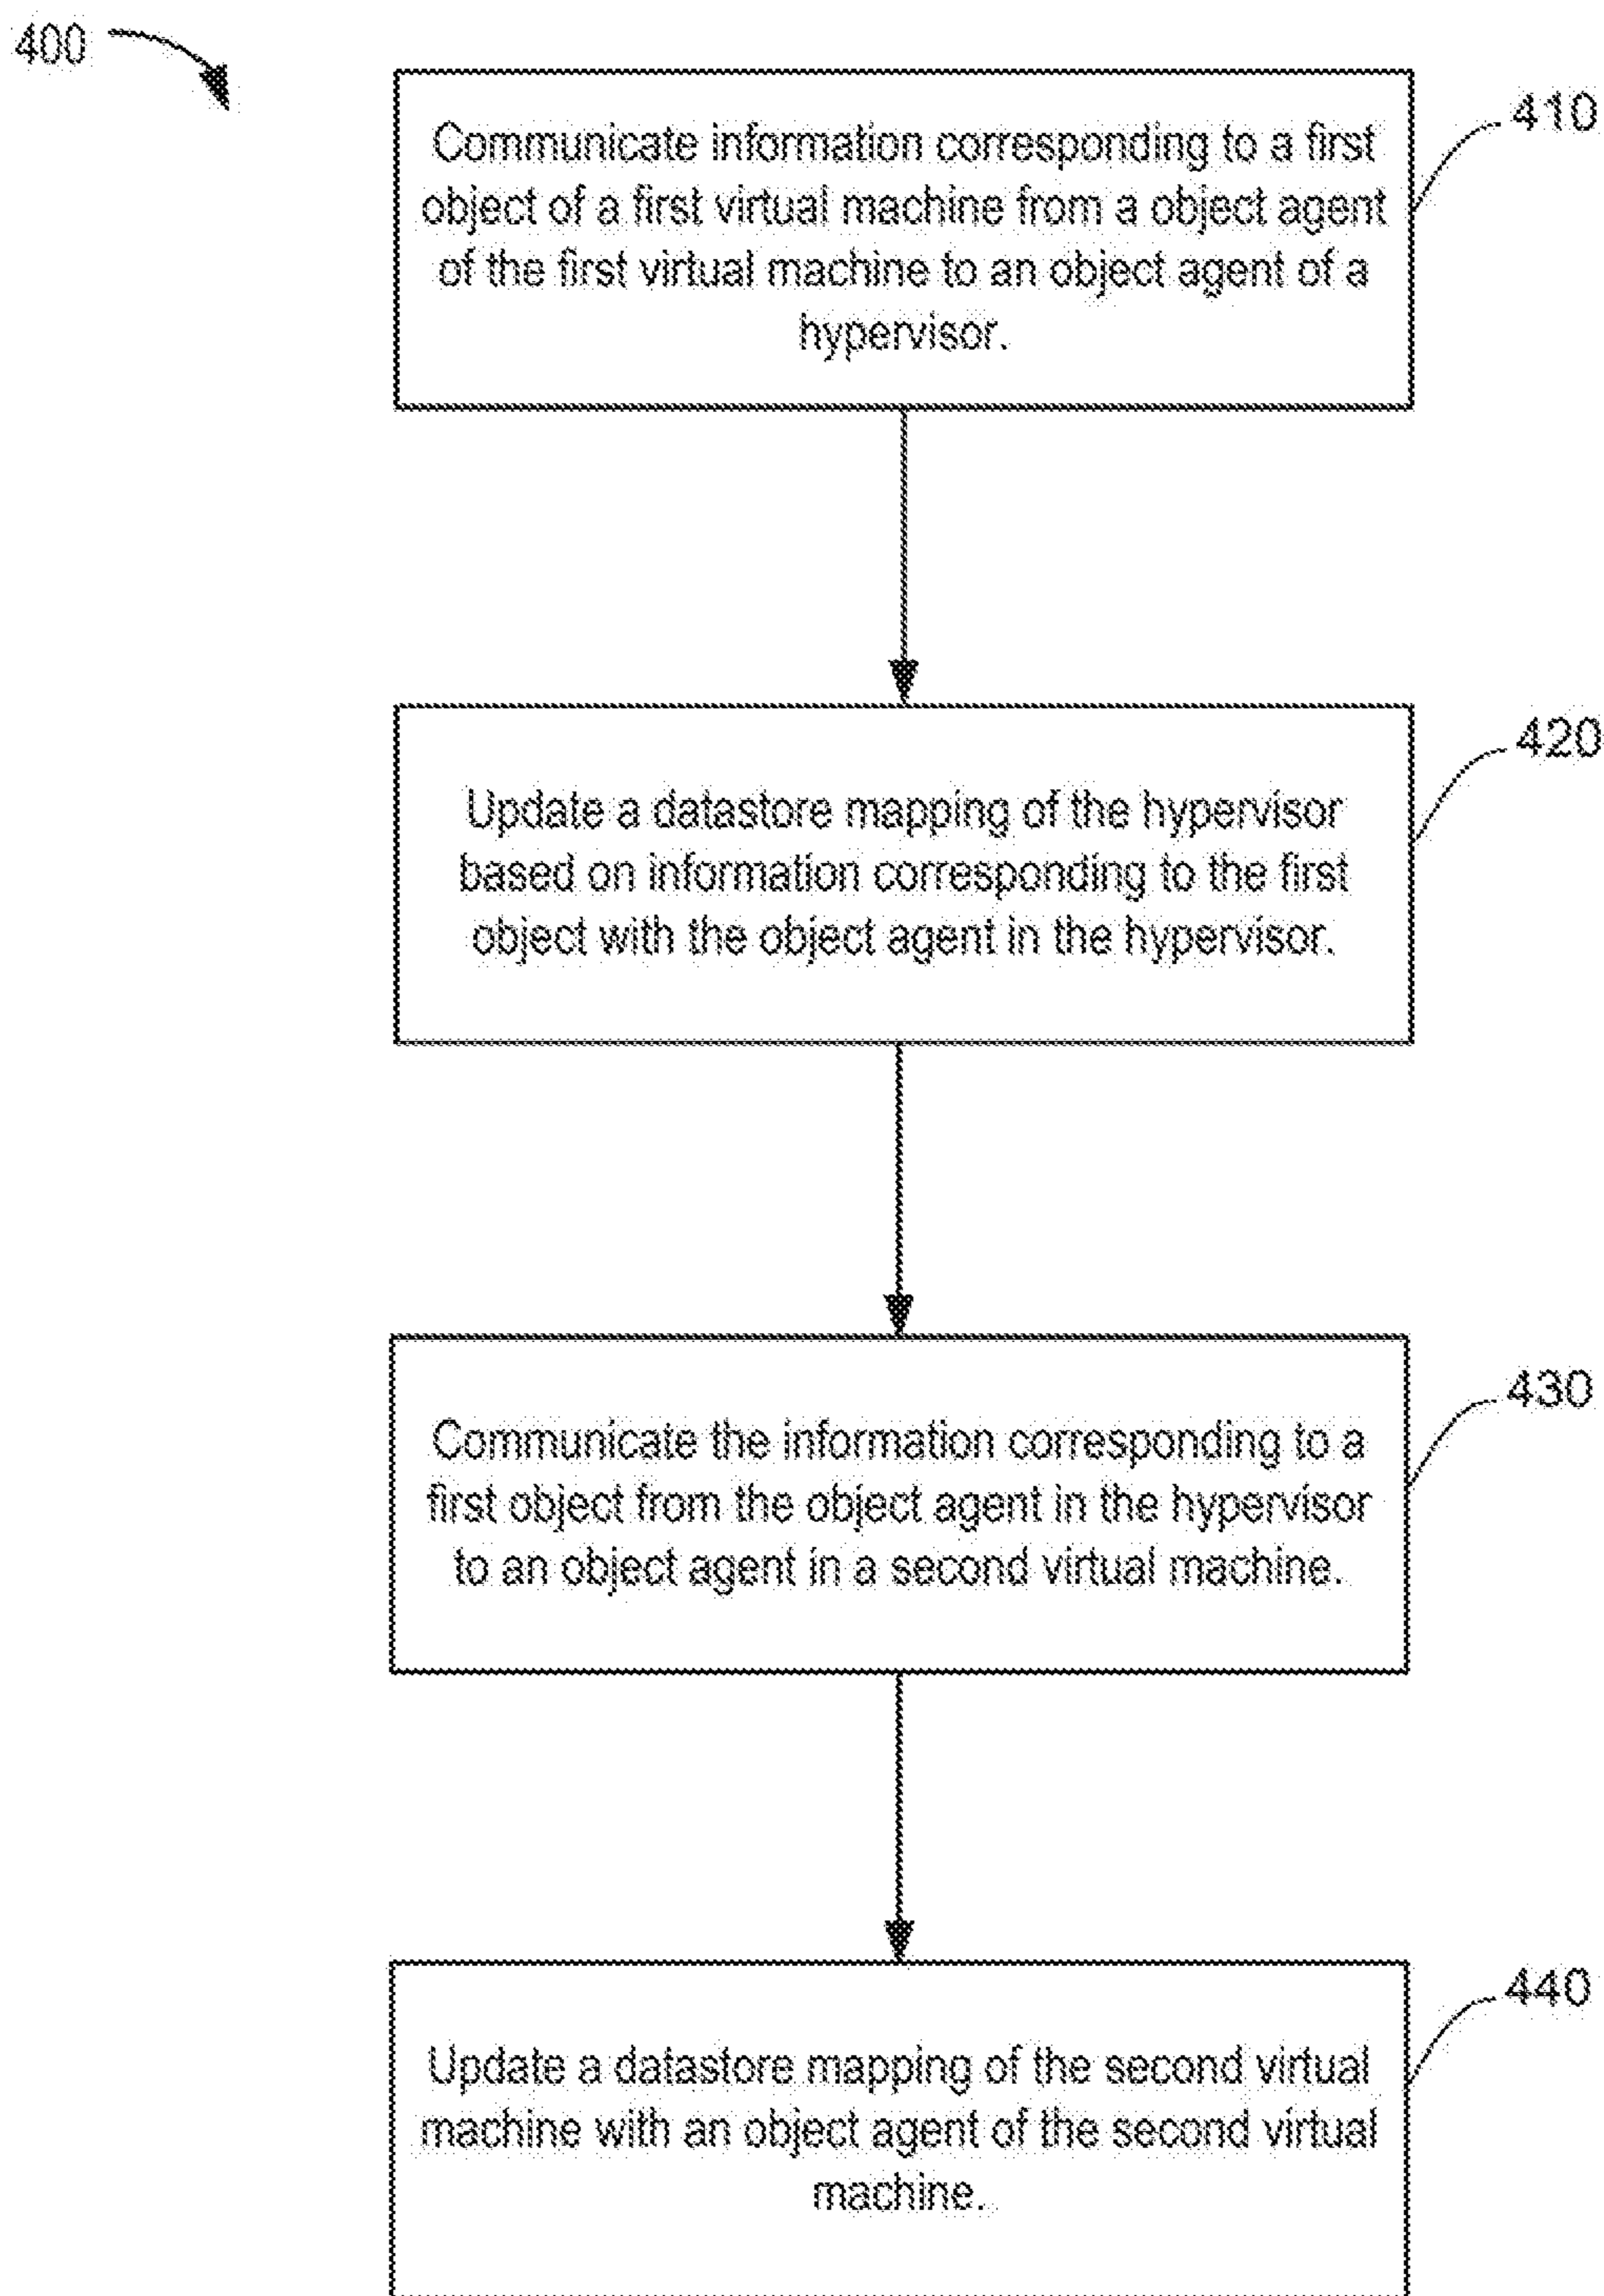 400
410
Communicate information corresponding to a first
object of a first virtual machine from a object agent
of the first virtual machine to an object agent of a
hypervisor.
420
Update a datastore mapping of the hypervisor
based on information corresponding to the first
object with the object agent in the hypervisor.
430
Communicate the information corresponding to a
first object from the object agent in the hypervisor
to an object agent in a second virtual machine.
440
Update a datastore mapping of the second virtual
machine with an object agent of the second virtual
machine.